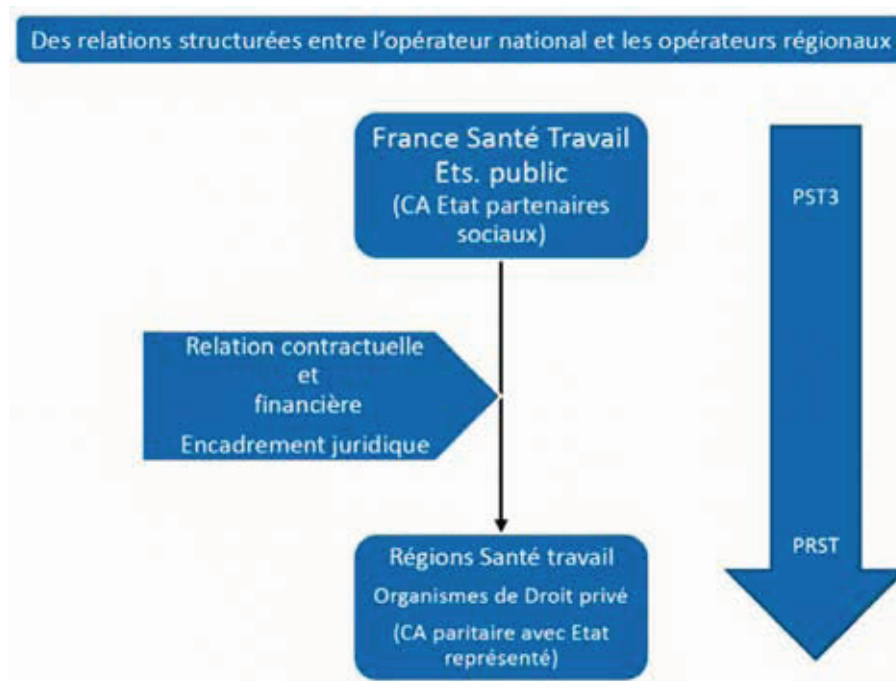 Des relations structurées entre l'opérateur national et les opérateurs régionaux
France Santé Travail
Ets. public
(CA Etat partenaires
sociaux)
PST3
Relation contractuelle
et
financière
Encadrement juridique
PRST
Régions Santé travail
Organismes de Droit privé
(CA paritaire avec Etat
représenté)